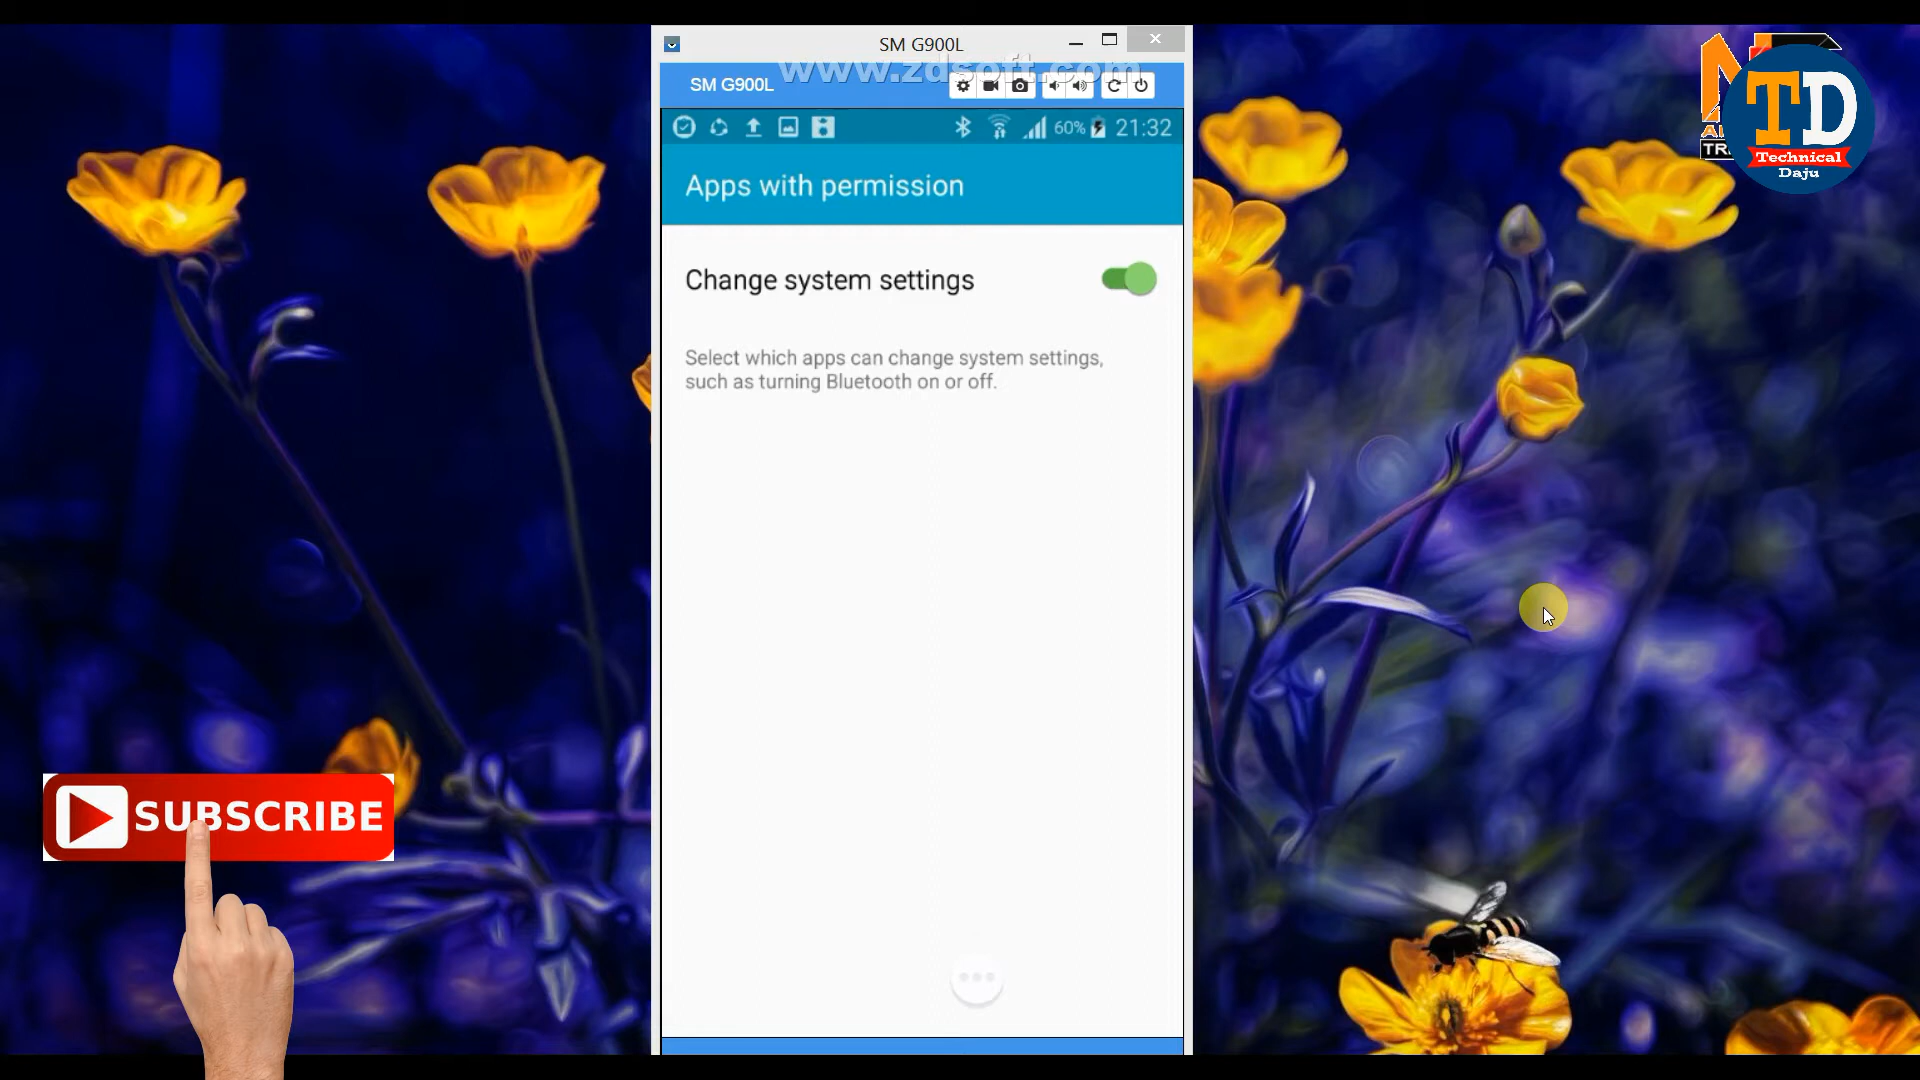 SM G900L
www.zdsoft.com
SM G900L
60% 21:32
Apps with permission
Change system settings
Select which apps can change system settings,
such as turning Bluetooth on or off.
TD
Technical
Daju
SUBSCRIBE